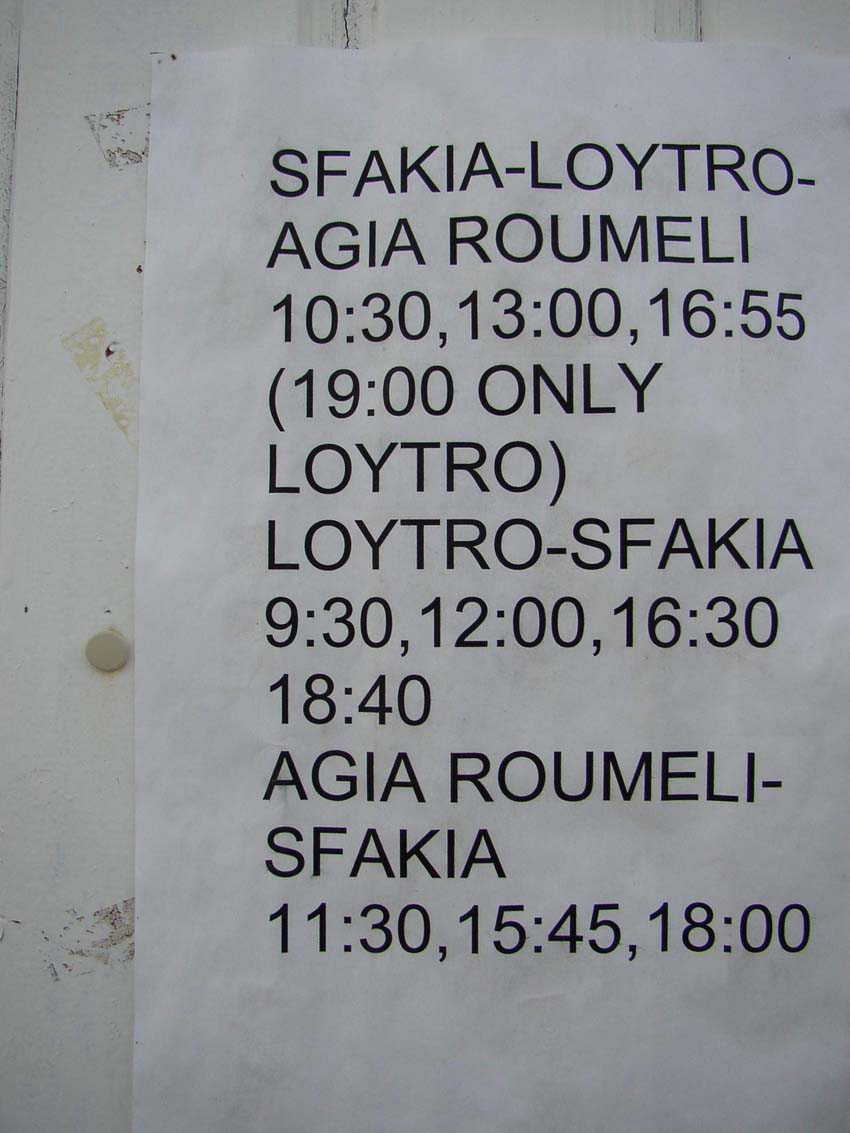 SFAKIA-LOYTRO-
AGIA ROUMELI
10:30,13:00,16:55
(19:00 ONLY
LOYTRO)
LOYTRO-SFAKIA
9:30,12:00,16:30
18:40
AGIA ROUMELI-
SFAKIA
11:30,15:45,18:00